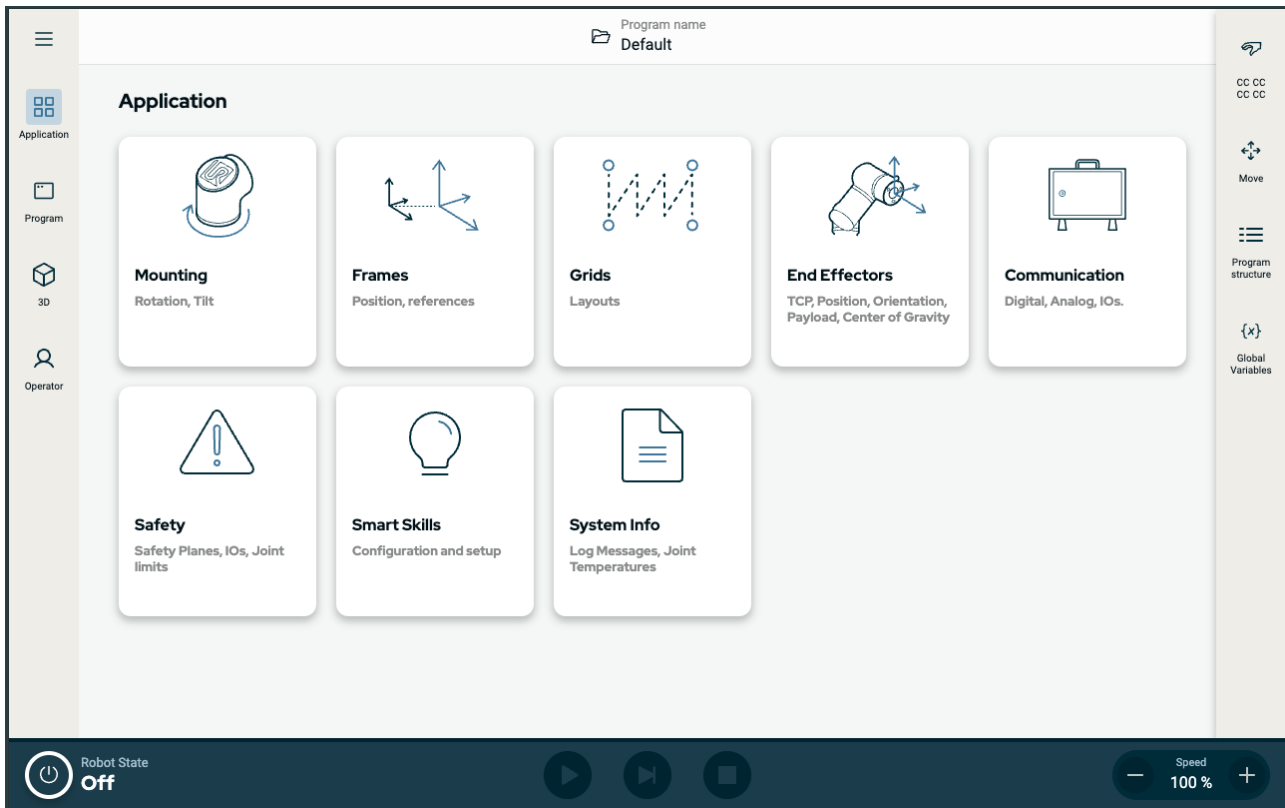 Program name
Default
Application
Program
3D
Operator
Application
Mounting
Rotation, Tilt
Frames
Position, references
Grids
Layouts
End Effectors
TCP, Position, Orientation,
Payload, Center of Gravity
Communication
Digital, Analog, IOs.
Safety
Safety Planes, IOs, Joint
limits
Smart Skills
Configuration and setup
System Info
Log Messages, Joint
Temperatures
CC CC
CC CC
Move
Program
structure
{x}
Global
Variables
Robot State
Off
Speed
100 %